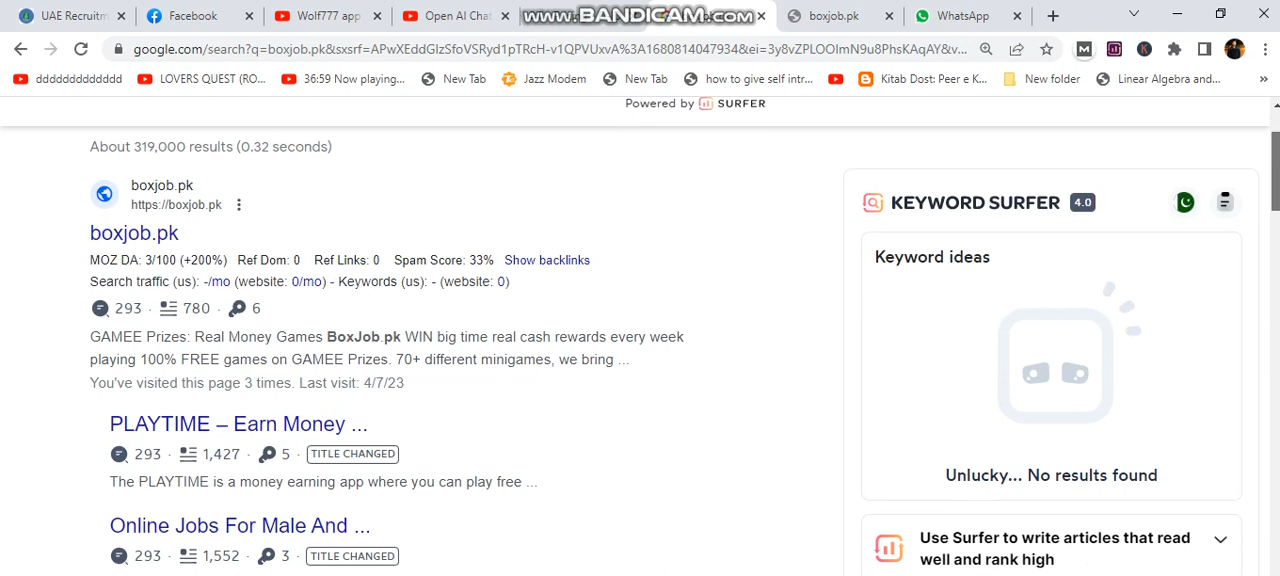 UAE Recruitm
Facebook
Wolf777 app
Open AI Chat
www.BANDICAM.com
boxjob.pk
WhatsApp
google.com/search?q=boxjob.pk&sxsrf=APwXEddGIzSfoVSRyd1pTRcH-v1QPVUxvA%3A1680814047934&ei=3y8vZPLOOImN9u8PhsKAqAY&v...
dddddddddddd
LOVERS QUEST (RO...
36:59 Now playing...
New Tab
Jazz Modem
New Tab
how to give self intr...
Kitab Dost: Peer e K...
New folder
Linear Algebra and...
»
Powered by SURFER
About 319,000 results (0.32 seconds)
boxjob.pk
https://boxjob.pk
boxjob.pk
MOZ DA: 3/100 (+200%) Ref Dom: 0 Ref Links: 0 Spam Score: 33% Show backlinks
Search traffic (us): -/mo (website: 0/mo) - Keywords (us): - (website: 0)
293 · 780 · 6
GAMEE Prizes: Real Money Games BoxJob.pk WIN big time real cash rewards every week
playing 100% FREE games on GAMEE Prizes. 70+ different minigames, we bring ...
You've visited this page 3 times. Last visit: 4/7/23
PLAYTIME – Earn Money ...
293 · 1,427 · 5 TITLE CHANGED
The PLAYTIME is a money earning app where you can play free ...
Online Jobs For Male And ...
293 · 1,552 · 3 TITLE CHANGED
KEYWORD SURFER 4.0
Keyword ideas
Unlucky... No results found
Use Surfer to write articles that read
well and rank high